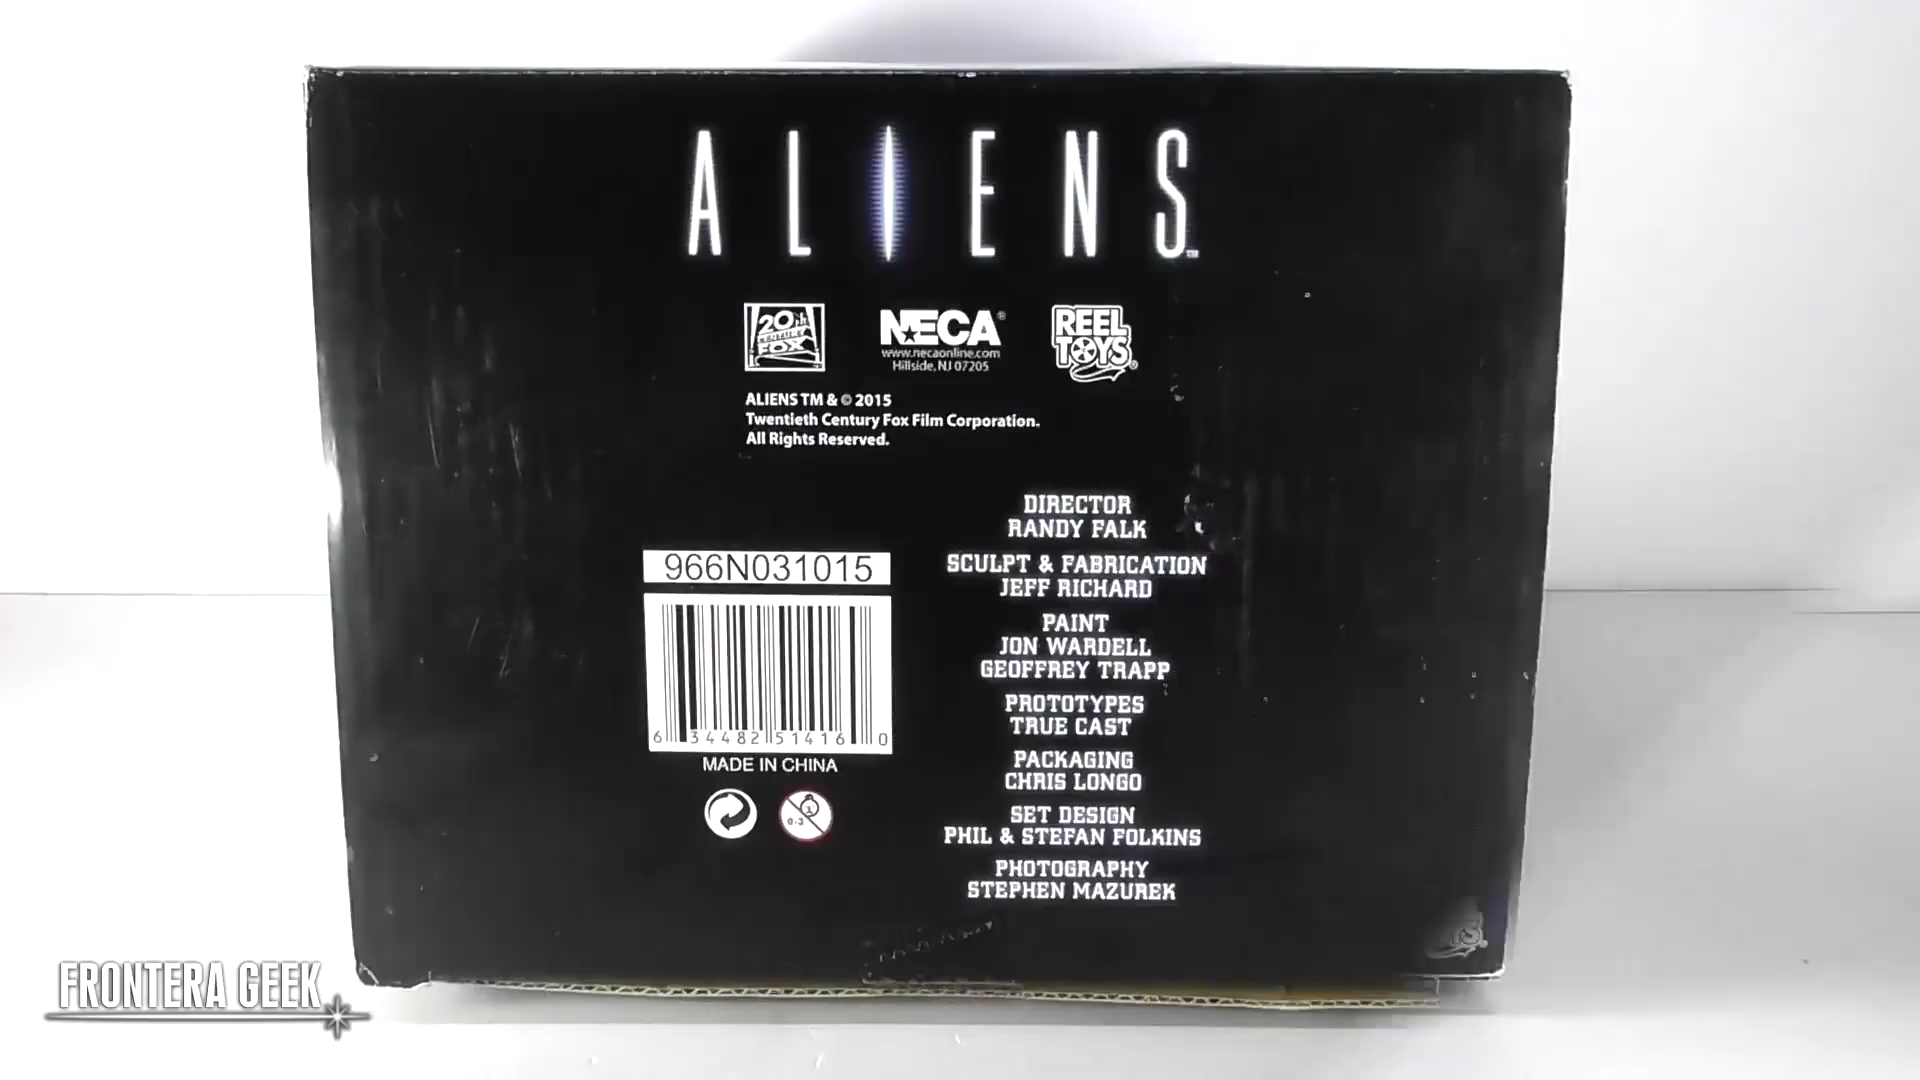 ALIENS™
20th
CENTURY
FOX
NECA®
www.necaonline.com
Hillside, NJ 07205
REEL
TOYS®
ALIENS TM & © 2015
Twentieth Century Fox Film Corporation.
All Rights Reserved.
966N031015
6 34482 51416 0
MADE IN CHINA
0-3
DIRECTOR
RANDY FALK
SCULPT & FABRICATION
JEFF RICHARD
PAINT
JON WARDELL
GEOFFREY TRAPP
PROTOTYPES
TRUE CAST
PACKAGING
CHRIS LONGO
SET DESIGN
PHIL & STEFAN FOLKINS
PHOTOGRAPHY
STEPHEN MAZUREK
FRONTERA GEEK